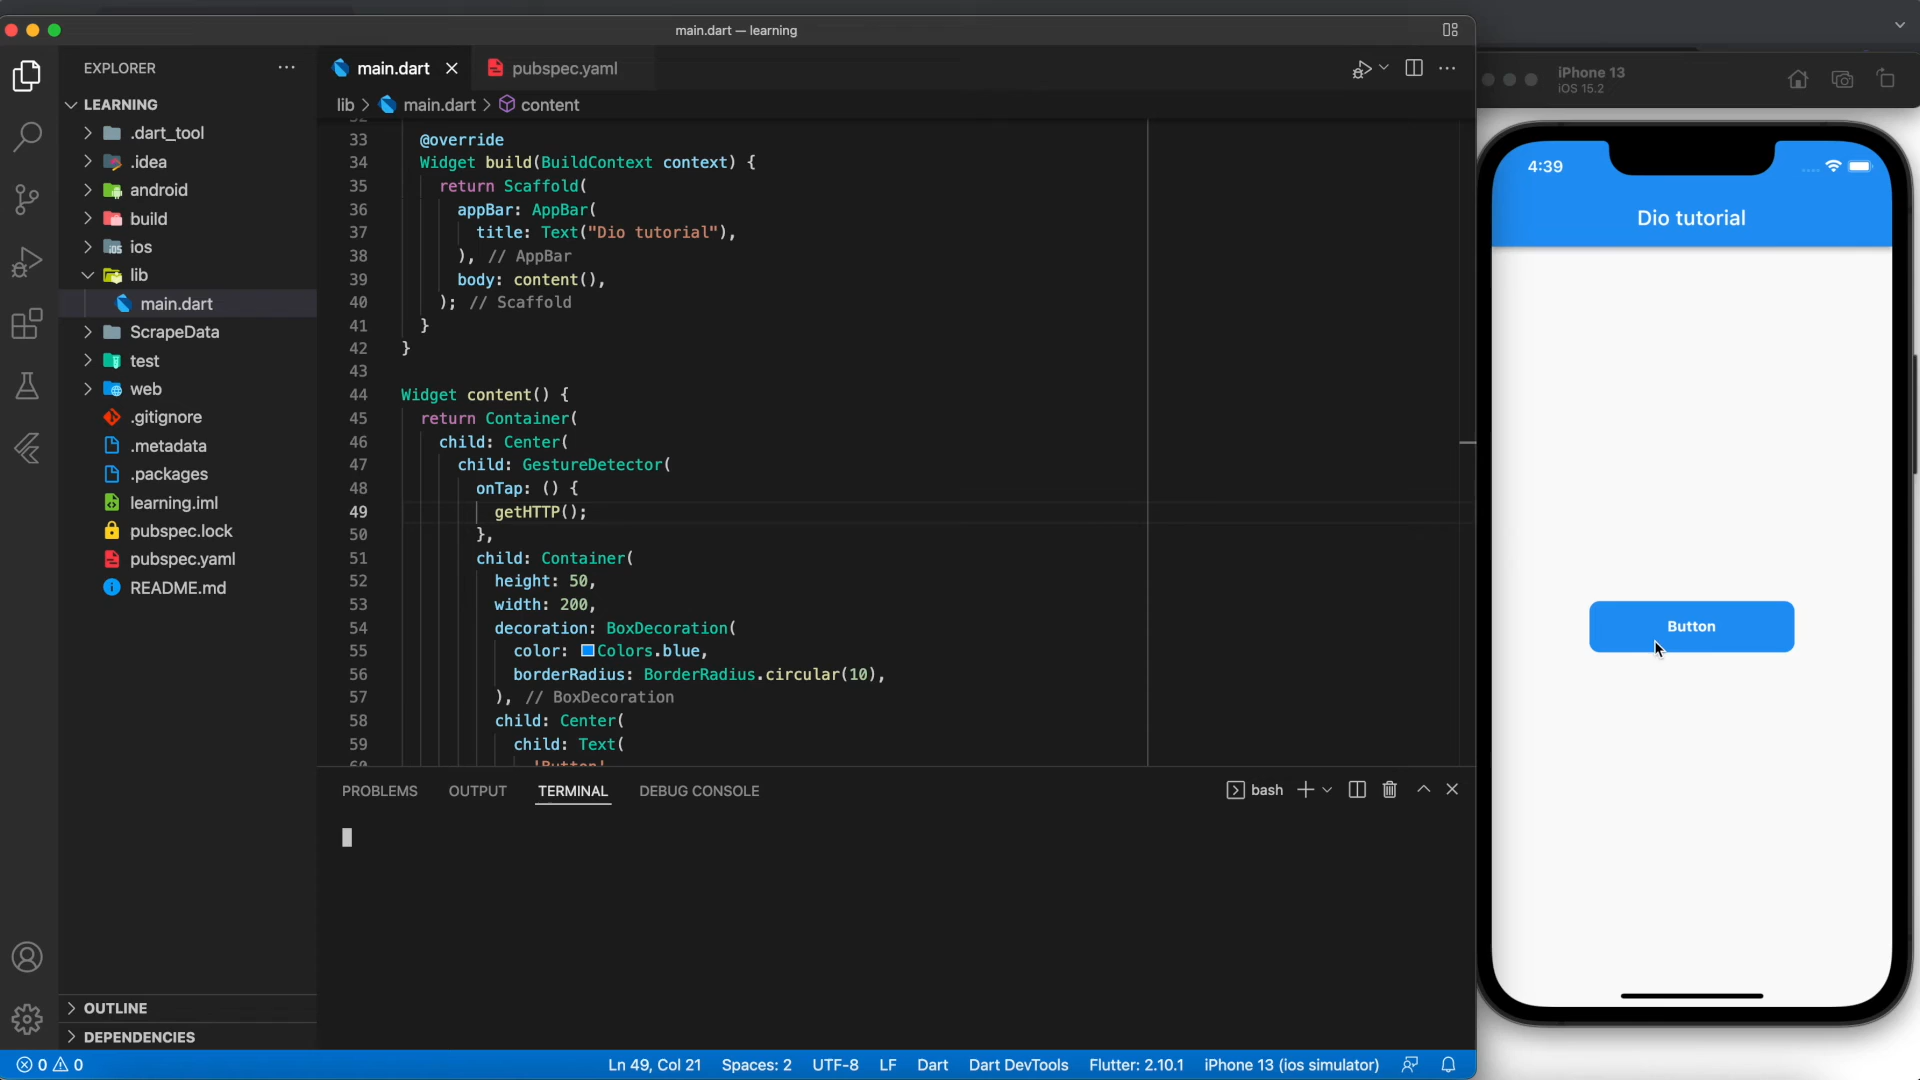 main.dart — learning
EXPLORER
LEARNING
.dart_tool
.idea
android
build
ios
lib
main.dart
ScrapeData
test
web
.gitignore
.metadata
.packages
learning.iml
pubspec.lock
pubspec.yaml
README.md
OUTLINE
DEPENDENCIES
main.dart
pubspec.yaml
lib > main.dart > content
33 @override
34 Widget build(BuildContext context) {
35 return Scaffold(
36 appBar: AppBar(
37 title: Text("Dio tutorial"),
38 ), // AppBar
39 body: content(),
40 ); // Scaffold
41 }
42 }
43
44 Widget content() {
45 return Container(
46 child: Center(
47 child: GestureDetector(
48 onTap: () {
49 getHTTP();
50 },
51 child: Container(
52 height: 50,
53 width: 200,
54 decoration: BoxDecoration(
55 color: Colors.blue,
56 borderRadius: BorderRadius.circular(10),
57 ), // BoxDecoration
58 child: Center(
59 child: Text(
60 'Button'
PROBLEMS OUTPUT TERMINAL DEBUG CONSOLE
bash
0 0
Ln 49, Col 21 Spaces: 2 UTF-8 LF Dart Dart DevTools Flutter: 2.10.1 iPhone 13 (ios simulator)
iPhone 13
iOS 15.2
4:39
Dio tutorial
Button